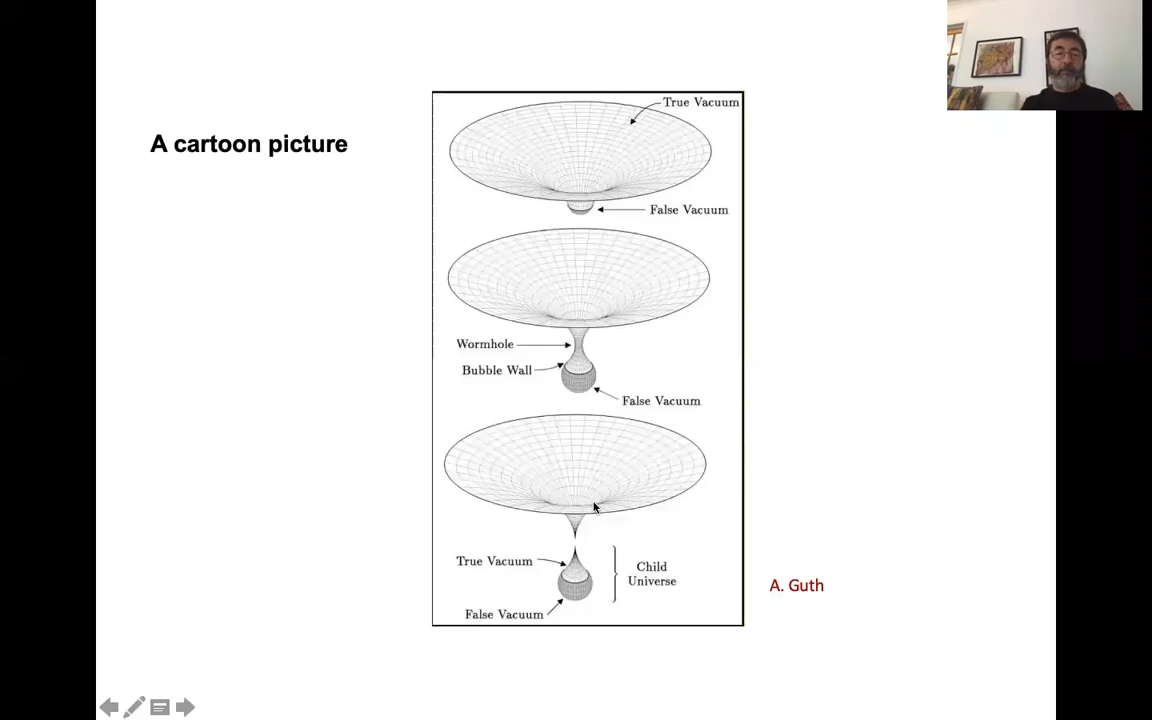 A cartoon picture
True Vacuum
False Vacuum
Wormhole
Bubble Wall
False Vacuum
True Vacuum
Child
Universe
False Vacuum
A. Guth